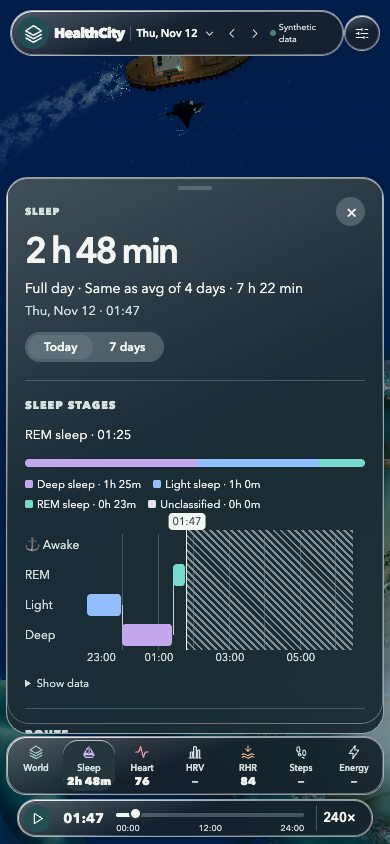 HealthCity
Thu, Nov 12
Synthetic
data
SLEEP
2 h 48 min
Full day · Same as avg of 4 days · 7 h 22 min
Thu, Nov 12 · 01:47
Today 7 days
SLEEP STAGES
REM sleep · 01:25
Deep sleep · 1h 25m Light sleep · 1h 0m
REM sleep · 0h 23m Unclassified · 0h 0m
01:47
Awake
REM
Light
Deep
23:00 01:00 03:00 05:00
Show data
ROUTE
World Sleep Heart HRV RHR Steps Energy
2h 48m 76 – 84 – –
01:47 240×
00:00 12:00 24:00